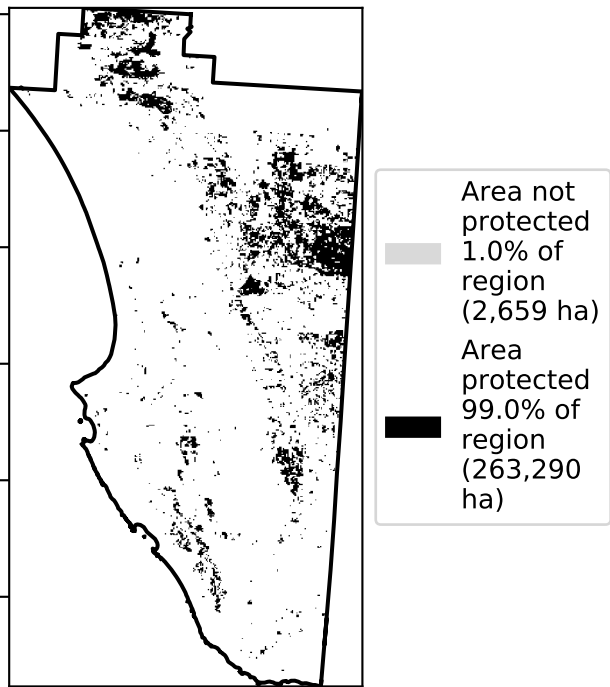 Area not
protected
1.0% of
region
(2,659 ha)
Area
protected
99.0% of
region
(263,290
ha)